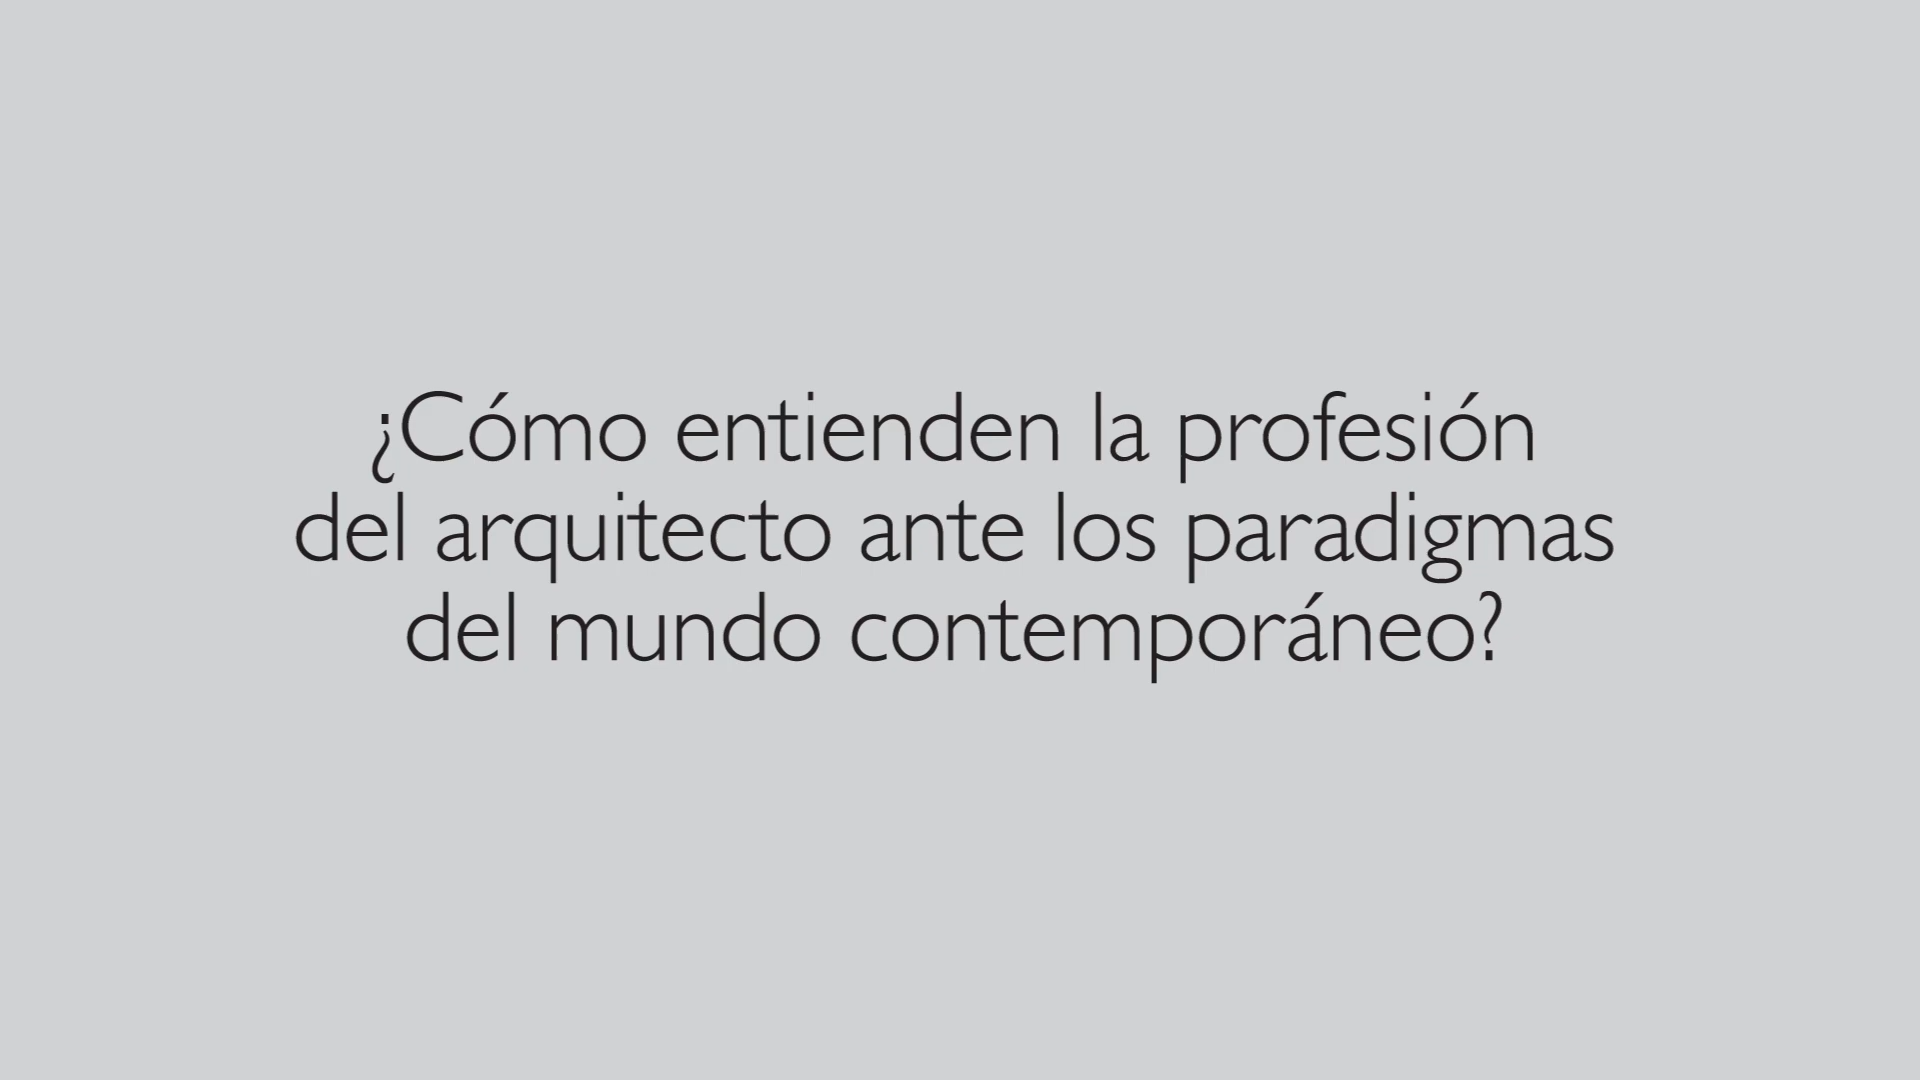 ¿Cómo entienden la profesión
del arquitecto ante los paradigmas
del mundo contemporáneo?